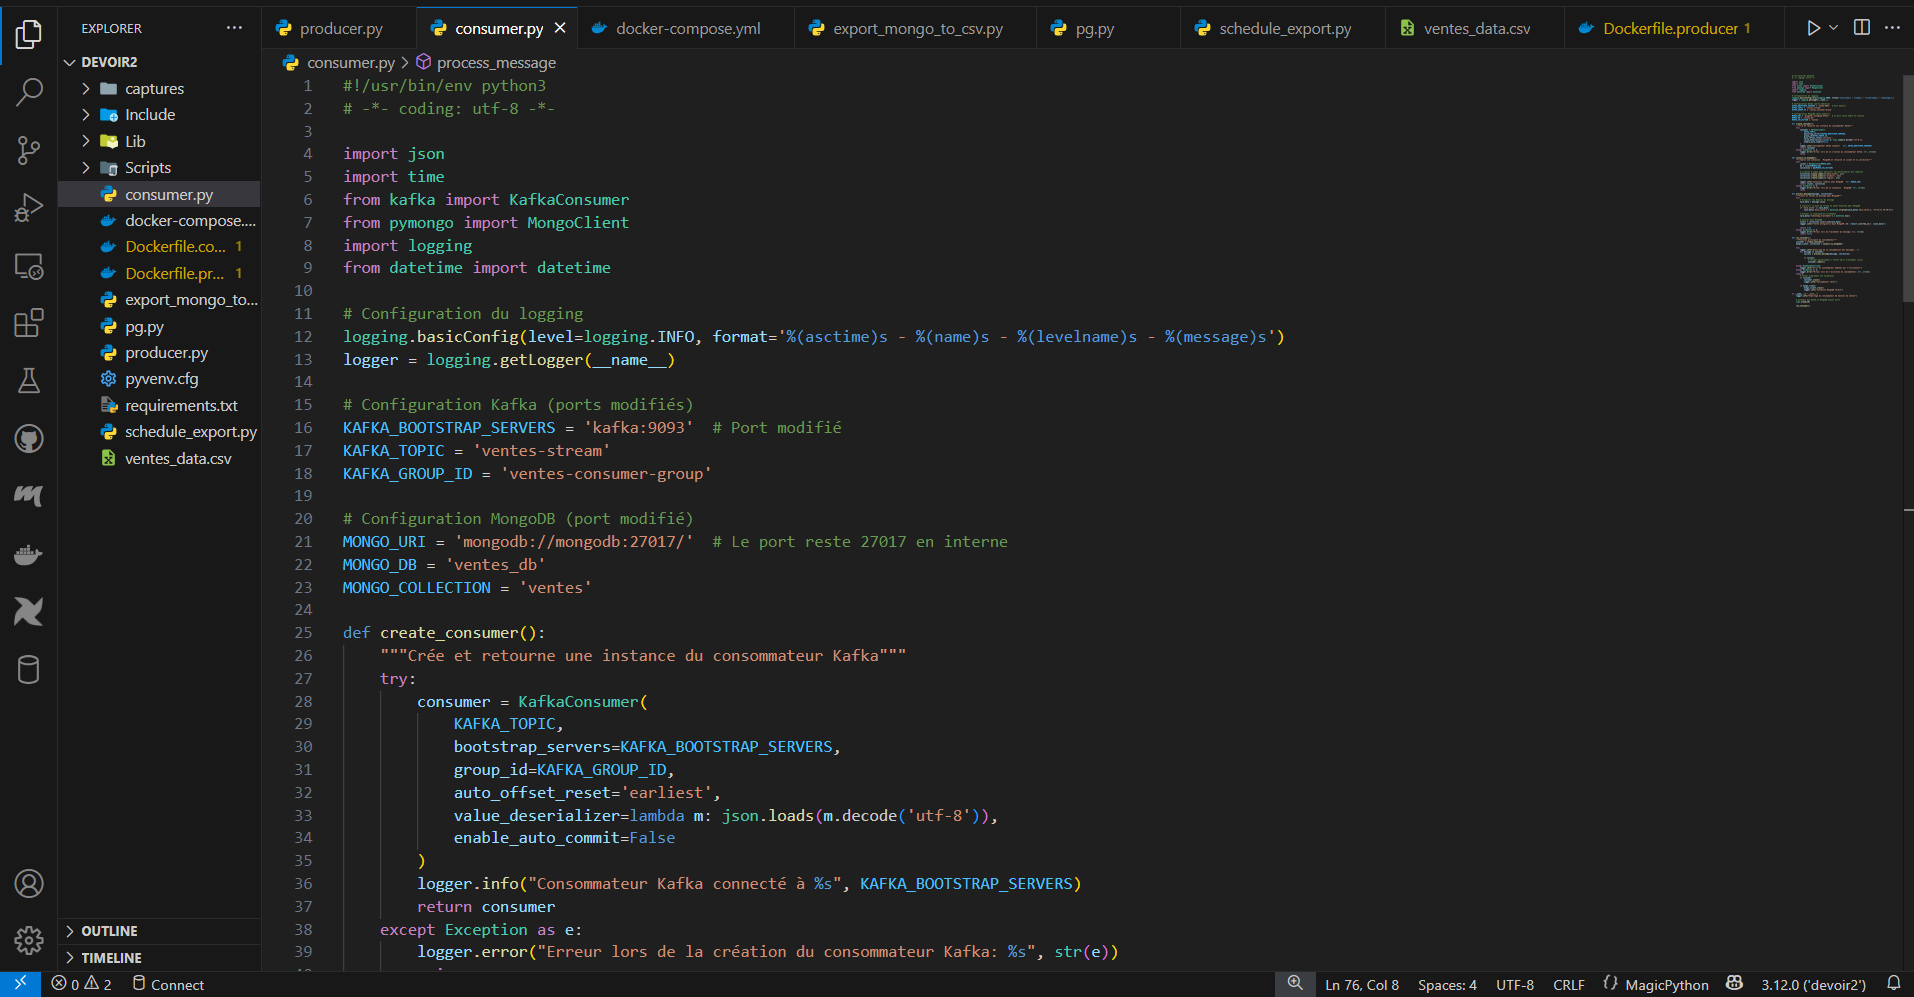 EXPLORER
producer.py
consumer.py
docker-compose.yml
export_mongo_to_csv.py
pg.py
schedule_export.py
ventes_data.csv
Dockerfile.producer 1
DEVOIR2
captures
Include
Lib
Scripts
consumer.py
docker-compose....
Dockerfile.co... 1
Dockerfile.pr... 1
export_mongo_to...
pg.py
producer.py
pyvenv.cfg
requirements.txt
schedule_export.py
ventes_data.csv
OUTLINE
TIMELINE
consumer.py > process_message
1 #!/usr/bin/env python3
2 # -*- coding: utf-8 -*-
3
4 import json
5 import time
6 from kafka import KafkaConsumer
7 from pymongo import MongoClient
8 import logging
9 from datetime import datetime
10
11 # Configuration du logging
12 logging.basicConfig(level=logging.INFO, format='%(asctime)s - %(name)s - %(levelname)s - %(message)s')
13 logger = logging.getLogger(__name__)
14
15 # Configuration Kafka (ports modifiés)
16 KAFKA_BOOTSTRAP_SERVERS = 'kafka:9093'  # Port modifié
17 KAFKA_TOPIC = 'ventes-stream'
18 KAFKA_GROUP_ID = 'ventes-consumer-group'
19
20 # Configuration MongoDB (port modifié)
21 MONGO_URI = 'mongodb://mongodb:27017/'  # Le port reste 27017 en interne
22 MONGO_DB = 'ventes_db'
23 MONGO_COLLECTION = 'ventes'
24
25 def create_consumer():
26     """Crée et retourne une instance du consommateur Kafka"""
27     try:
28         consumer = KafkaConsumer(
29             KAFKA_TOPIC,
30             bootstrap_servers=KAFKA_BOOTSTRAP_SERVERS,
31             group_id=KAFKA_GROUP_ID,
32             auto_offset_reset='earliest',
33             value_deserializer=lambda m: json.loads(m.decode('utf-8')),
34             enable_auto_commit=False
35         )
36         logger.info("Consommateur Kafka connecté à %s", KAFKA_BOOTSTRAP_SERVERS)
37         return consumer
38     except Exception as e:
39         logger.error("Erreur lors de la création du consommateur Kafka: %s", str(e))
0 2 Connect
Ln 76, Col 8 Spaces: 4 UTF-8 CRLF {} MagicPython 3.12.0 ('devoir2')